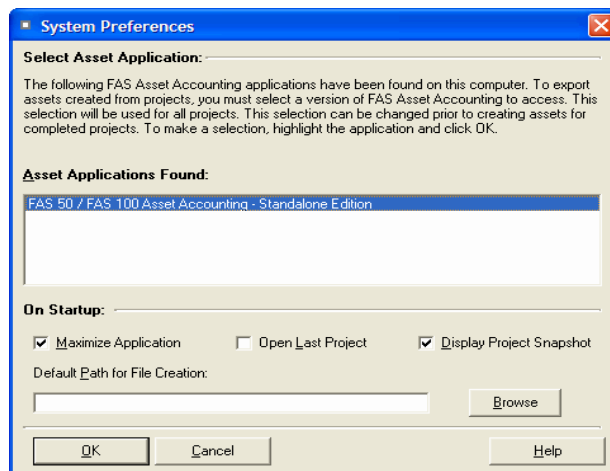 System Preferences
Select Asset Application:
The following FAS Asset Accounting applications have been found on this computer. To export
assets created from projects, you must select a version of FAS Asset Accounting to access. This
selection will be used for all projects. This selection can be changed prior to creating assets for
completed projects. To make a selection, highlight the application and click OK.
Asset Applications Found:
FAS 50 / FAS 100 Asset Accounting - Standalone Edition
On Startup:
Maximize Application Open Last Project Display Project Snapshot
Default Path for File Creation:
Browse
OK Cancel Help